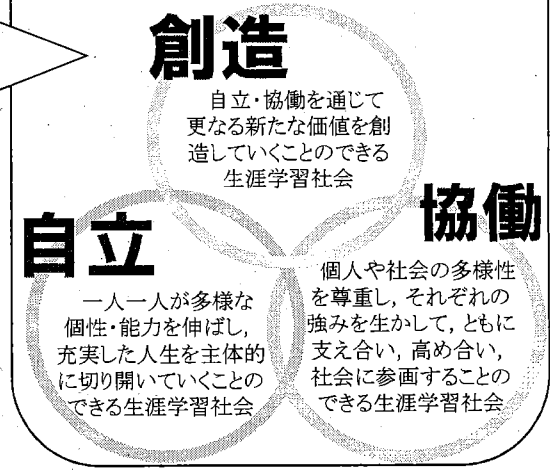 創造
自立・協働を通じて
更なる新たな価値を創
造していくことのできる
生涯学習社会
自立
一人一人が多様な
個性・能力を伸ばし，
充実した人生を主体的
に切り開いていくことの
できる生涯学習社会
協働
個人や社会の多様性
を尊重し，それぞれの
強みを生かして，ともに
支え合い，高め合い，
社会に参画することの
できる生涯学習社会